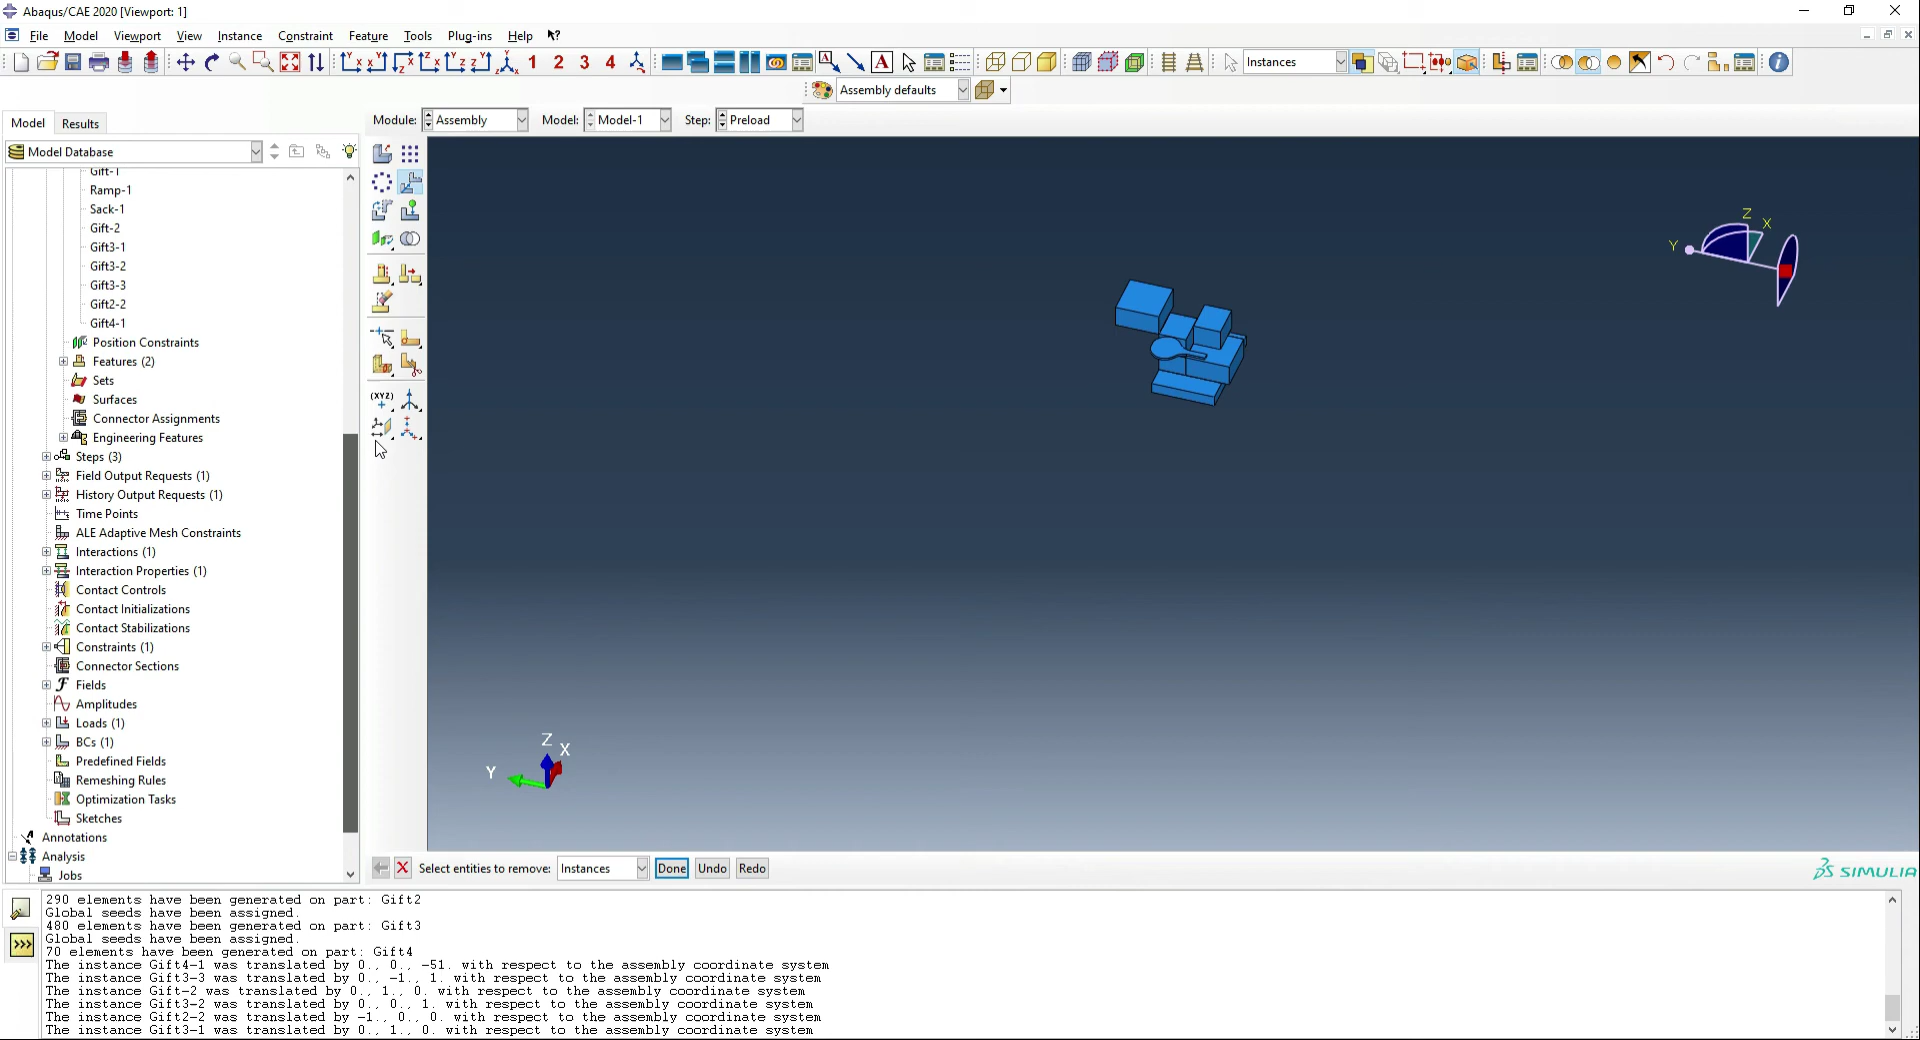 Abaqus/CAE 2020 [Viewport: 1]
File Model Viewport View Instance Constraint Feature Tools Plug-ins Help
1 2 3 4 A Instances
Assembly defaults
Model Results Module: Assembly Model: Model-1 Step: Preload
Model Database
Gift-1
Ramp-1
Sack-1
Gift-2
Gift3-1
Gift3-2
Gift3-3
Gift2-2
Gift4-1
Position Constraints
Features (2)
Sets
Surfaces
Connector Assignments
Engineering Features
Steps (3)
Field Output Requests (1)
History Output Requests (1)
Time Points
ALE Adaptive Mesh Constraints
Interactions (1)
Interaction Properties (1)
Contact Controls
Contact Initializations
Contact Stabilizations
Constraints (1)
Connector Sections
Fields
Amplitudes
Loads (1)
BCs (1)
Predefined Fields
Remeshing Rules
Optimization Tasks
Sketches
Annotations
Analysis
Jobs
(XYZ)
Z X
Y
Z X
Y
Select entities to remove: Instances Done Undo Redo
SIMULIA
290 elements have been generated on part: Gift2
Global seeds have been assigned.
480 elements have been generated on part: Gift3
Global seeds have been assigned.
70 elements have been generated on part: Gift4
The instance Gift4-1 was translated by 0., 0., -51. with respect to the assembly coordinate system
The instance Gift3-3 was translated by 0., -1., 1. with respect to the assembly coordinate system
The instance Gift-2 was translated by 0., 1., 0. with respect to the assembly coordinate system
The instance Gift3-2 was translated by 0., 0., 1. with respect to the assembly coordinate system
The instance Gift2-2 was translated by -1., 0., 0. with respect to the assembly coordinate system
The instance Gift3-1 was translated by 0., 1., 0. with respect to the assembly coordinate system